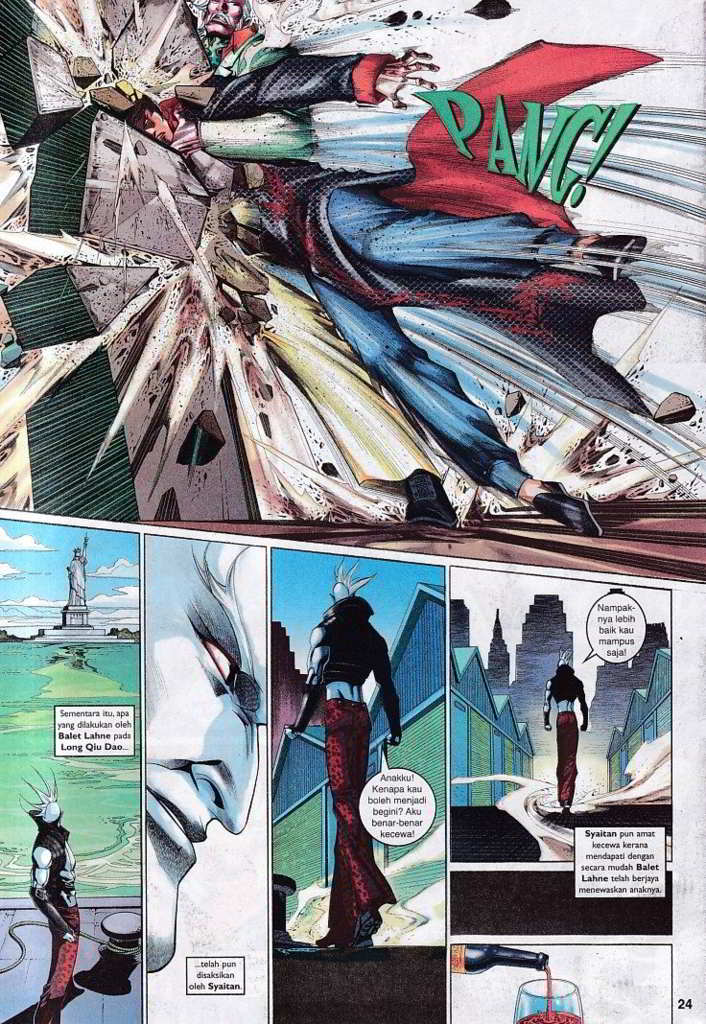 PANG!
Sementara itu, apa
yang dilakukan oleh
Balet Lahne pada
Long Qiu Dao...
...telah pun
disaksikan
oleh Syaitan.
Anakku!
Kenapa kau
boleh menjadi
begini? Aku
benar-benar
kecewa!
Nampak-
nya lebih
baik kau
mampus
saja!
Syaitan pun amat
kecewa kerana
mendapati dengan
secara mudah Balet
Lahne telah berjaya
menewaskan anaknya.
24